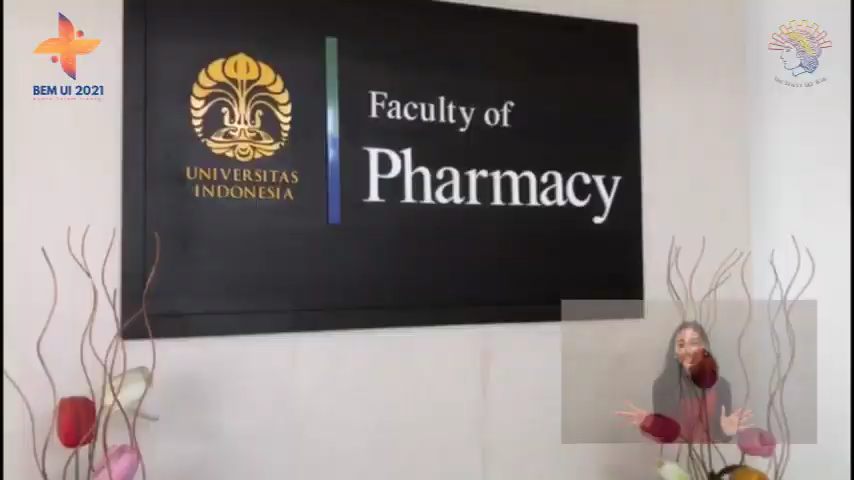 BEM UI 2021
UNIVERSITAS
INDONESIA
Faculty of
Pharmacy